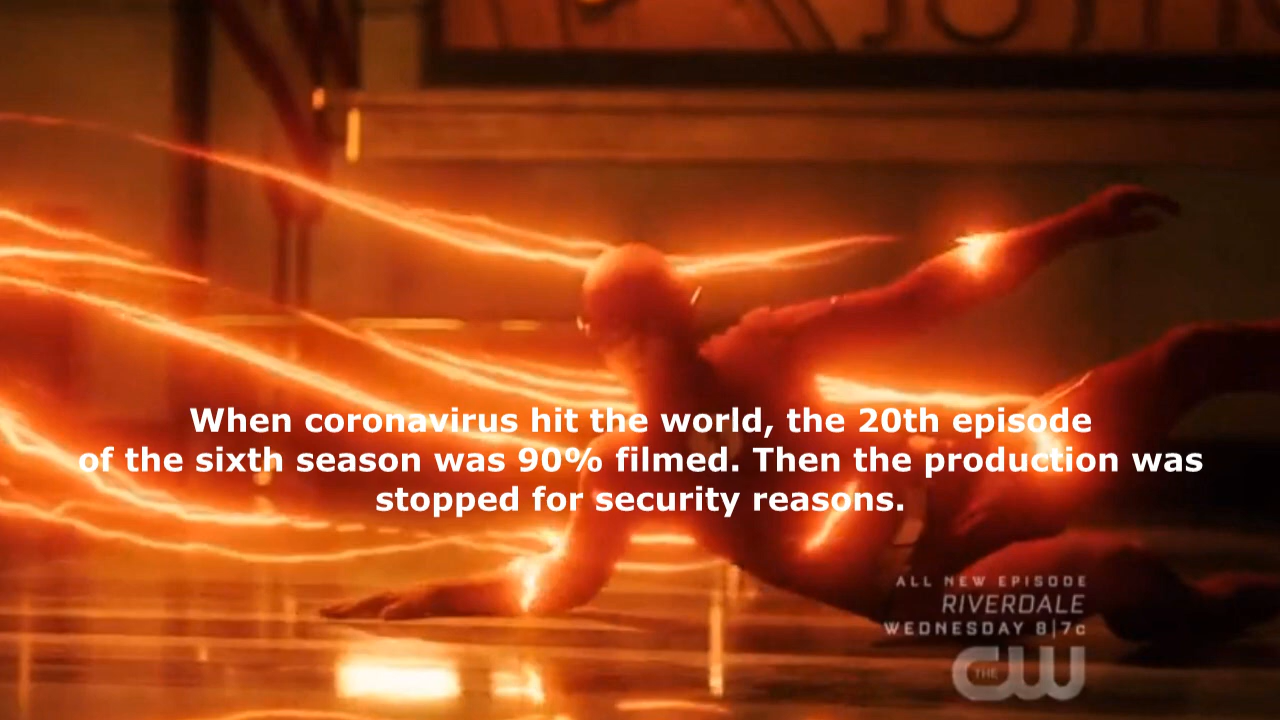 When coronavirus hit the world, the 20th episode
of the sixth season was 90% filmed. Then the production was
stopped for security reasons.
ALL NEW EPISODE
RIVERDALE
WEDNESDAY 8|7c
THE CW